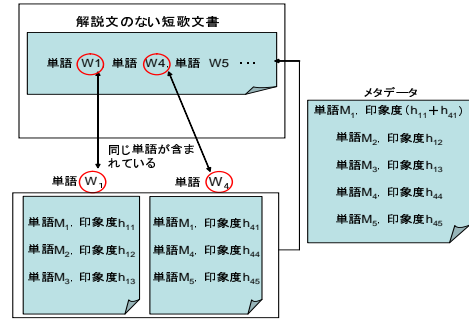 解説文のない短歌文書
単語 W1 単語 W4 単語 W5 …
同じ単語が含ま
れている
単語 W1
単語 W4
単語M1，印象度h11
単語M2，印象度h12
単語M3，印象度h13
単語M1，印象度h41
単語M4，印象度h44
単語M5，印象度h45
メタデータ
単語M1，印象度(h11＋h41)
単語M2，印象度h12
単語M3，印象度h13
単語M4，印象度h44
単語M5，印象度h45